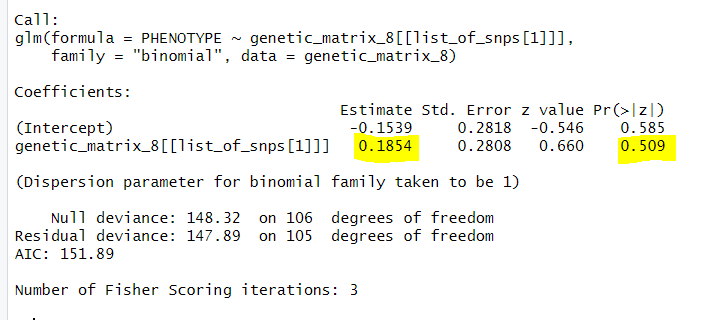 Call:
glm(formula = PHENOTYPE ~ genetic_matrix_8[[list_of_snps[1]]],
    family = "binomial", data = genetic_matrix_8)

Coefficients:
                                    Estimate Std. Error z value Pr(>|z|)
(Intercept)                          -0.1539     0.2818  -0.546    0.585
genetic_matrix_8[[list_of_snps[1]]]   0.1854     0.2808   0.660    0.509

(Dispersion parameter for binomial family taken to be 1)

    Null deviance: 148.32  on 106  degrees of freedom
Residual deviance: 147.89  on 105  degrees of freedom
AIC: 151.89

Number of Fisher Scoring iterations: 3